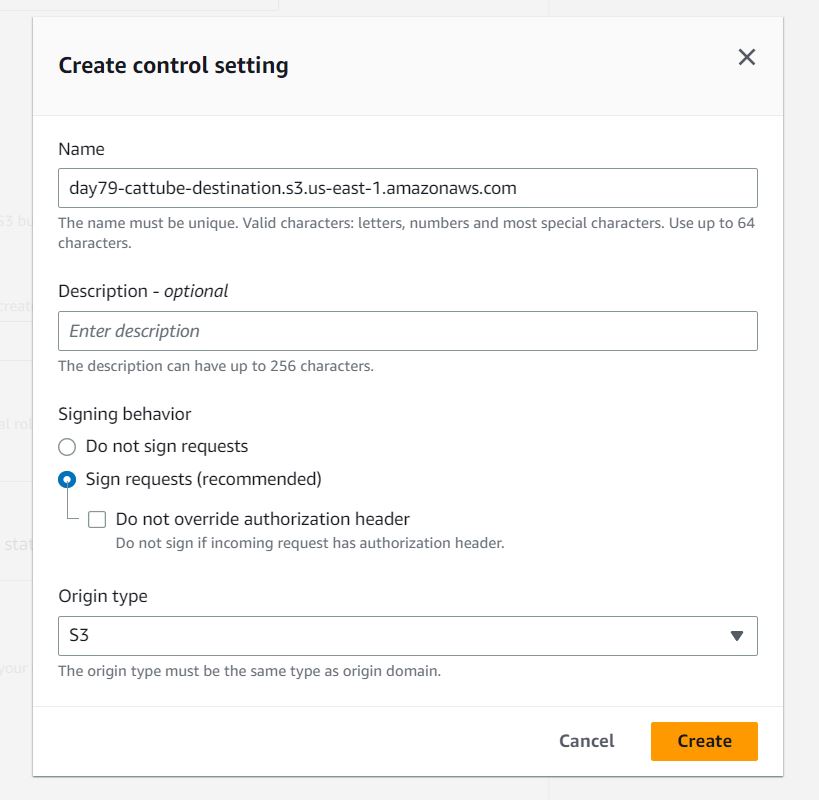 Create control setting
Name
day79-cattube-destination.s3.us-east-1.amazonaws.com
The name must be unique. Valid characters: letters, numbers and most special characters. Use up to 64
characters.
Description - optional
Enter description
The description can have up to 256 characters.
Signing behavior
Do not sign requests
Sign requests (recommended)
Do not override authorization header
Do not sign if incoming request has authorization header.
Origin type
S3
The origin type must be the same type as origin domain.
Cancel
Create